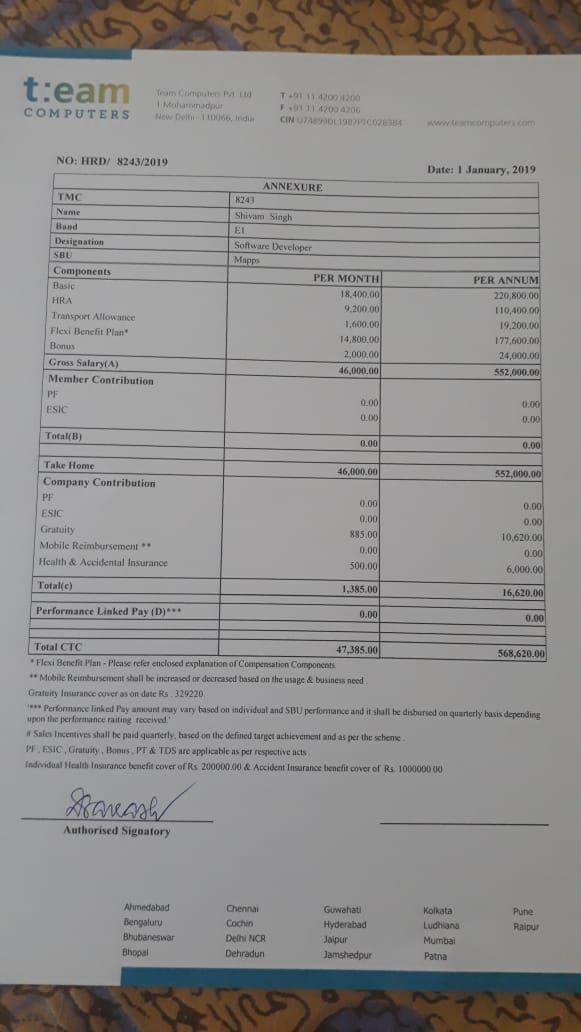 t:eam
COMPUTERS
Team Computers Pvt. Ltd
1 Mohammadpur
New Delhi - 110066, India
T +91 11 4200 4200
F +91 11 4200 4206
CIN U74899DL1987PTC028384
www.teamcomputers.com
NO: HRD/ 8243/2019
Date: 1 January, 2019
ANNEXURE
TMC 8243
Name Shivam Singh
Band E1
Designation Software Developer
SBU Mapps
Components PER MONTH PER ANNUM
Basic 18,400.00 220,800.00
HRA 9,200.00 110,400.00
Transport Allowance 1,600.00 19,200.00
Flexi Benefit Plan* 14,800.00 177,600.00
Bonus 2,000.00 24,000.00
Gross Salary(A) 46,000.00 552,000.00
Member Contribution
PF 0.00 0.00
ESIC 0.00 0.00
Total(B) 0.00 0.00
Take Home 46,000.00 552,000.00
Company Contribution
PF 0.00 0.00
ESIC 0.00 0.00
Gratuity 885.00 10,620.00
Mobile Reimbursement ** 0.00 0.00
Health & Accidental Insurance 500.00 6,000.00
Total(c) 1,385.00 16,620.00
Performance Linked Pay (D)*** 0.00 0.00
Total CTC 47,385.00 568,620.00
* Flexi Benefit Plan - Please refer enclosed explanation of Compensation Components
** Mobile Reimbursement shall be increased or decreased based on the usage & business need .
Gratuity Insurance cover as on date Rs . 329220.
'*** Performance linked Pay amount may vary based on individual and SBU performance and it shall be disbursed on quarterly basis depending
upon the performance raiting received.'
# Sales Incentives shall be paid quarterly, based on the defined target achievement and as per the scheme .
PF , ESIC , Gratuity , Bonus , PT & TDS are applicable as per respective acts .
Individual Health Insurance benefit cover of Rs. 200000.00 & Accident Insurance benefit cover of Rs. 1000000.00
Authorised Signatory
Ahmedabad Chennai Guwahati Kolkata Pune
Bengaluru Cochin Hyderabad Ludhiana Raipur
Bhubaneswar Delhi NCR Jaipur Mumbai
Bhopal Dehradun Jamshedpur Patna